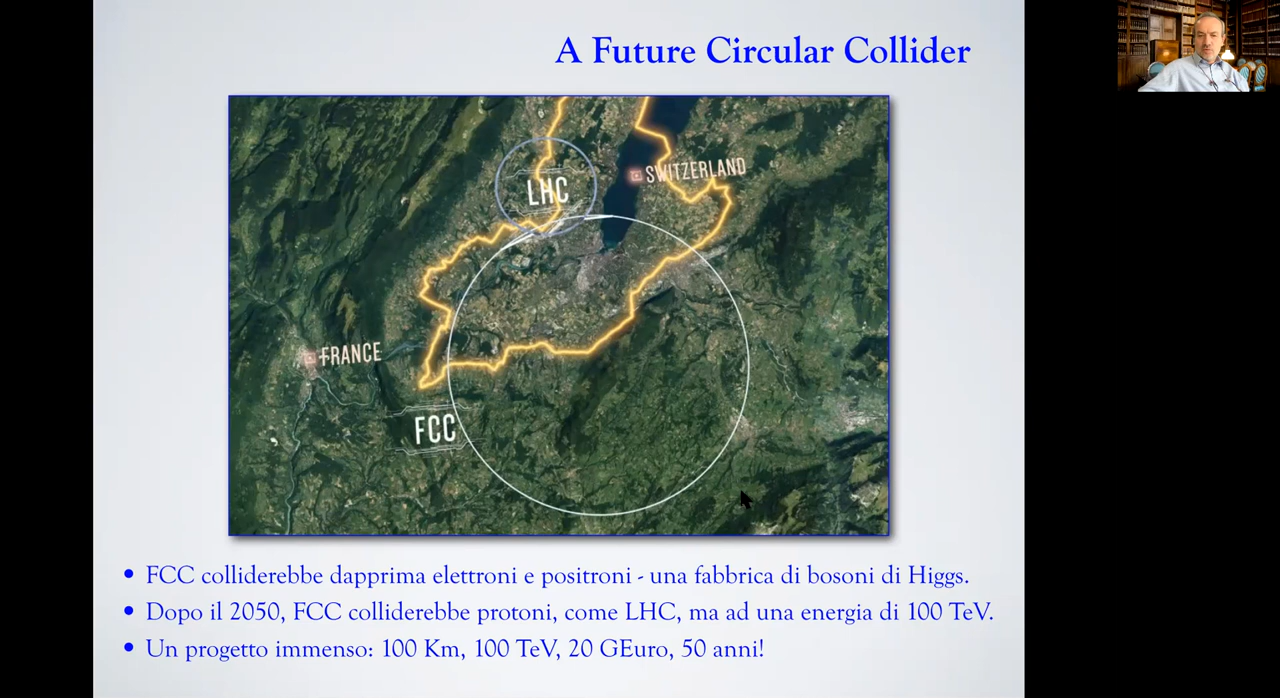 A Future Circular Collider
LHC
SWITZERLAND
FRANCE
FCC
• FCC colliderebbe dapprima elettroni e positroni - una fabbrica di bosoni di Higgs.
• Dopo il 2050, FCC colliderebbe protoni, come LHC, ma ad una energia di 100 TeV.
• Un progetto immenso: 100 Km, 100 TeV, 20 GEuro, 50 anni!